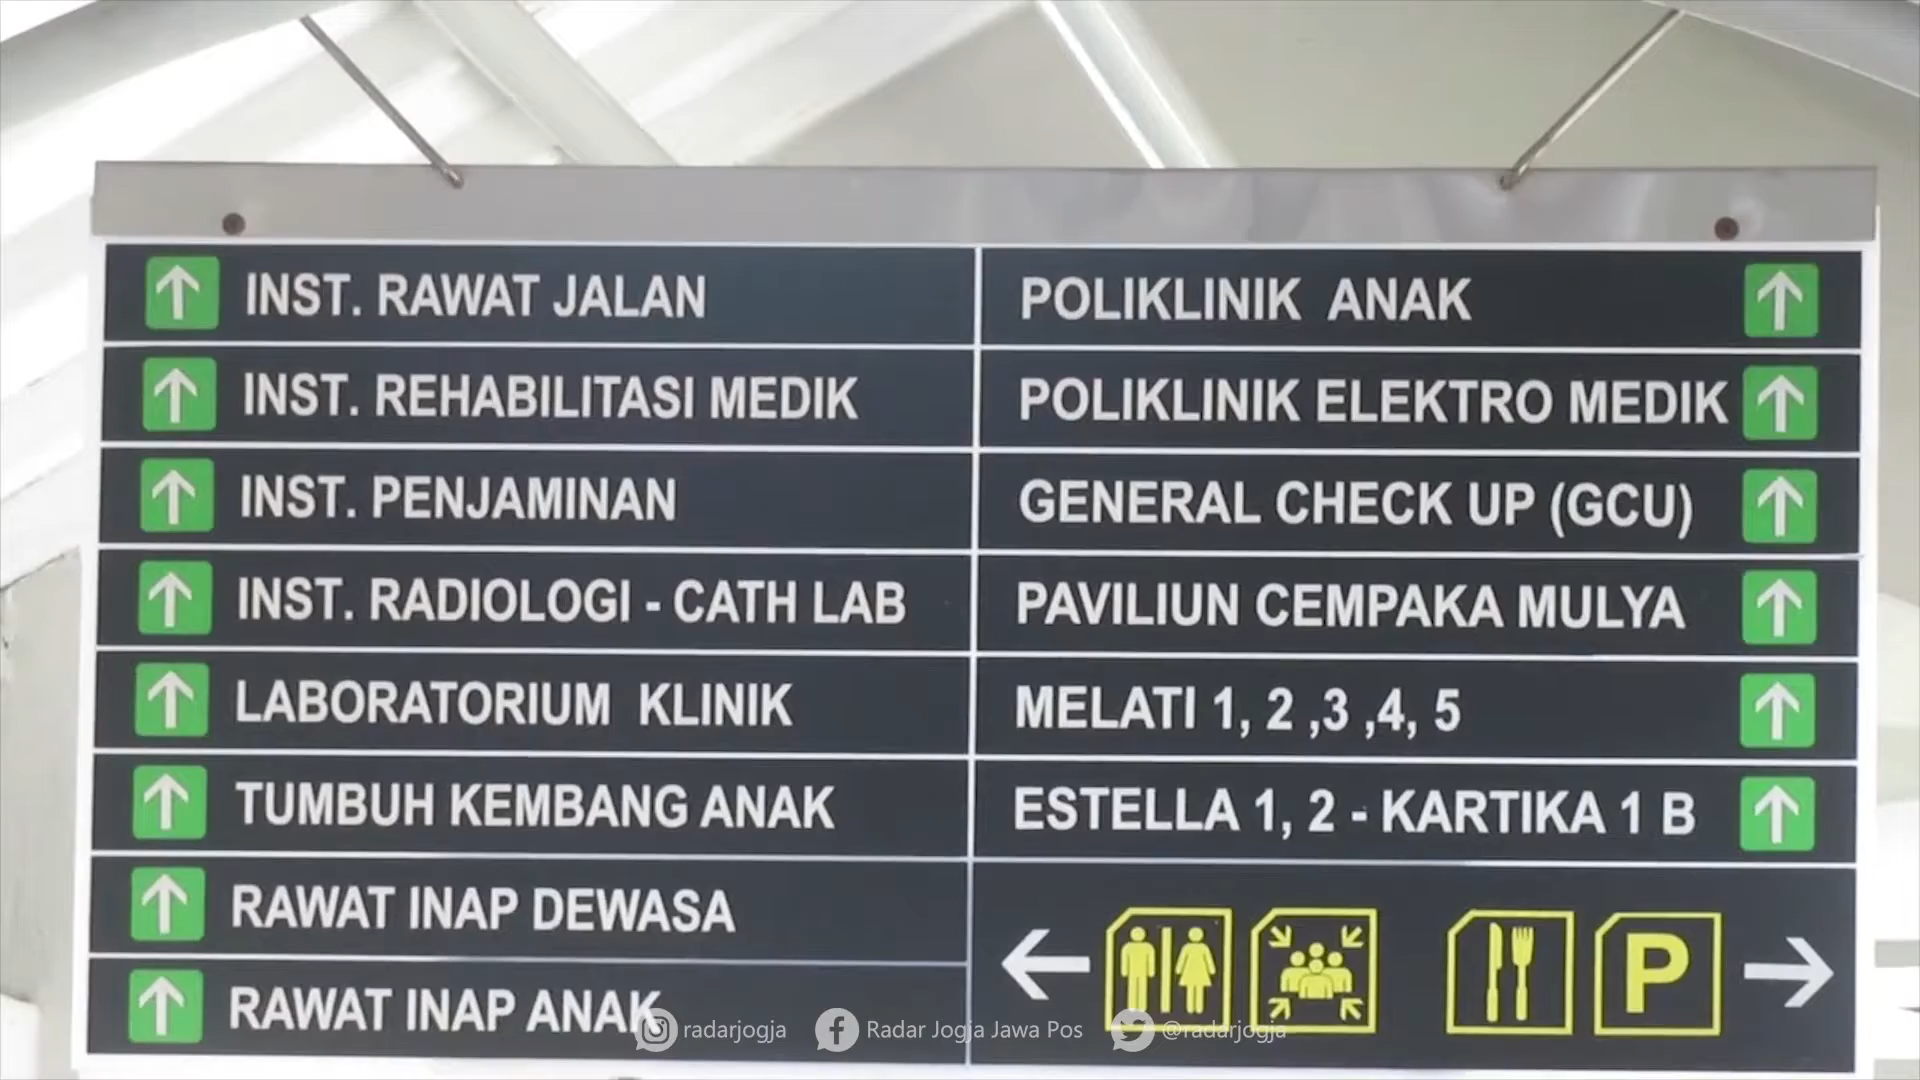 INST. RAWAT JALAN
INST. REHABILITASI MEDIK
INST. PENJAMINAN
INST. RADIOLOGI - CATH LAB
LABORATORIUM KLINIK
TUMBUH KEMBANG ANAK
RAWAT INAP DEWASA
RAWAT INAP ANAK
POLIKLINIK ANAK
POLIKLINIK ELEKTRO MEDIK
GENERAL CHECK UP (GCU)
PAVILIUN CEMPAKA MULYA
MELATI 1, 2 ,3 ,4, 5
ESTELLA 1, 2 - KARTIKA 1 B
P
radarjogja Radar Jogja Jawa Pos @radarjogja